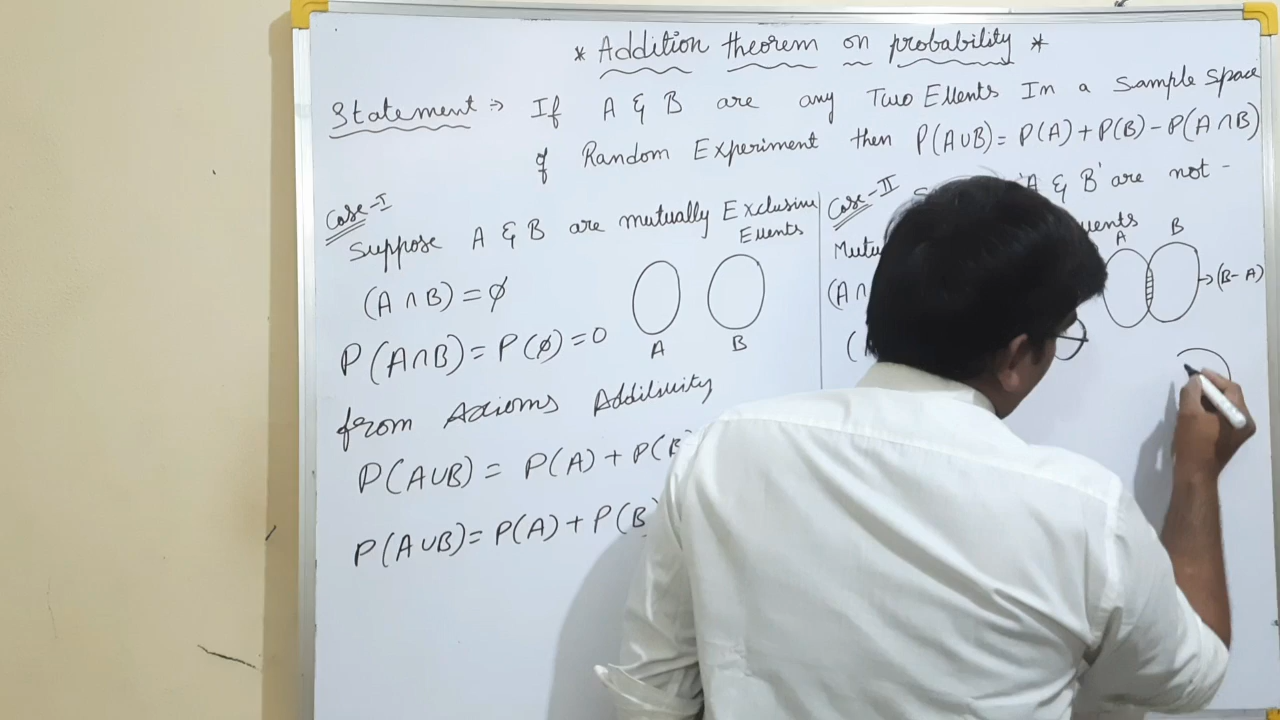 * Addition theorem on probability *
Statement :⇒ If A & B are any Two Events In a Sample Space
of Random Experiment then P(A∪B) = P(A) + P(B) - P(A∩B)
Case-I
Suppose A & B are mutually Exclusive
Events
(A∩B) = ϕ
P(A∩B) = P(ϕ) = 0
A B
from Axioms Additivity
P(A∪B) = P(A) + P(B
P(A∪B) = P(A) + P(B
Case-II 'A & B' are not -
A B
→(B-A)